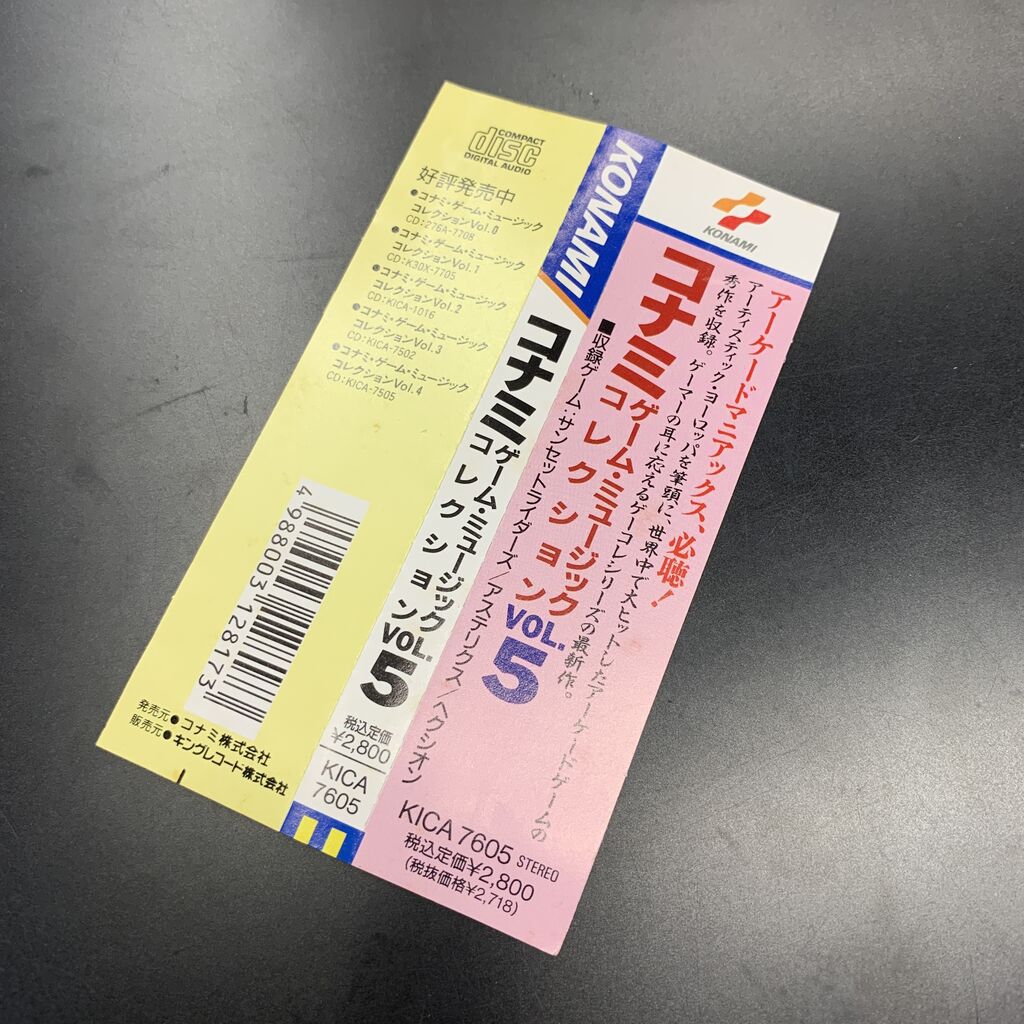 COMPACT
disc
DIGITAL AUDIO
好評発売中
●コナミ・ゲーム・ミュージック
コレクションVol.0
CD:276A-7708
●コナミ・ゲーム・ミュージック
コレクションVol.1
CD:K30X-7705
●コナミ・ゲーム・ミュージック
コレクションVol.2
CD:KICA-1016
●コナミ・ゲーム・ミュージック
コレクションVol.3
CD:KICA-7502
●コナミ・ゲーム・ミュージック
コレクションVol.4
CD:KICA-7505
4 988003 128173
発売元●コナミ株式会社
販売元●キングレコード株式会社
KONAMI
コナミ
ゲーム・ミュージック
コレクション
VOL.
5
税込定価
¥2,800
KICA
7605
KONAMI
アーケードマニアックス、必聴!
アーティスティック・ヨーロッパを筆頭に、世界中で大ヒットしたアーケードゲームの
秀作を収録。ゲーマーの耳に応えるゲーコレシリーズの最新作。
コナミ
ゲーム・ミュージック
コレクション
VOL.
5
■収録ゲーム:サンセットライダーズ/アステリクス/ヘクシオン
KICA 7605 STEREO
税込定価¥2,800
(税抜価格¥2,718)